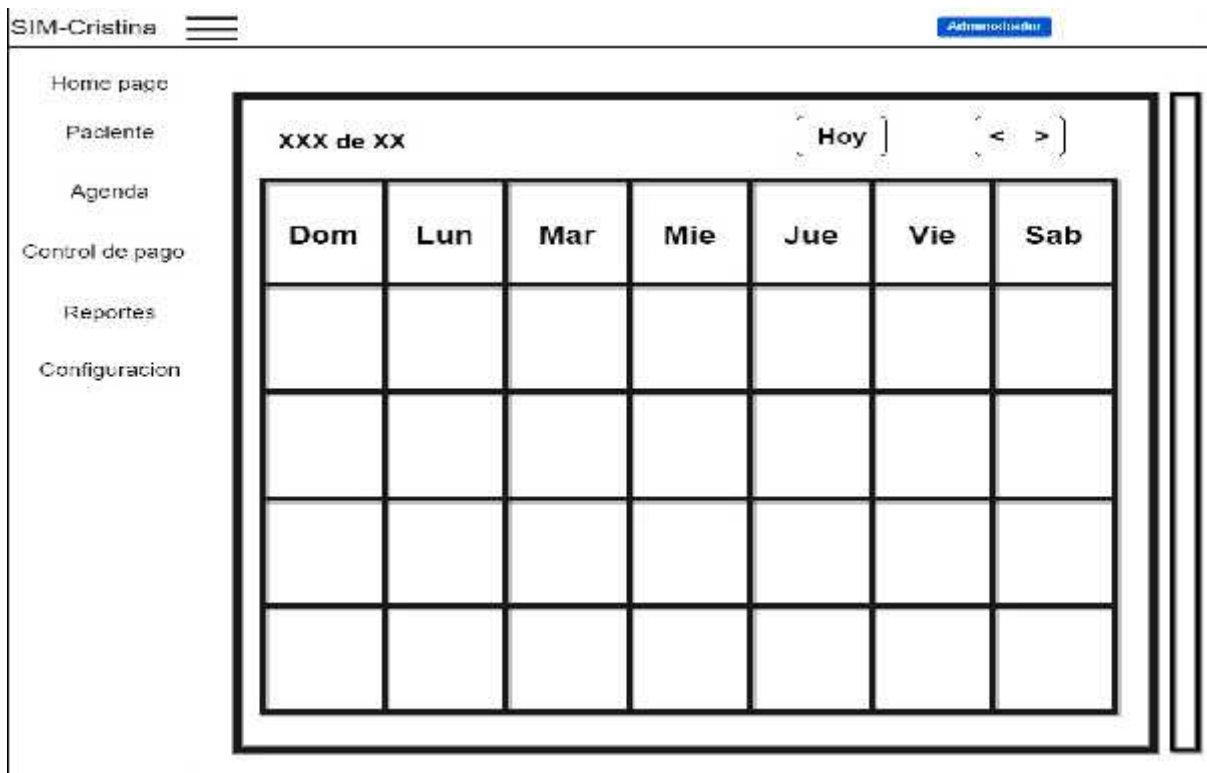 SIM-Cristina
Administrador
Home page
Paciente
Agenda
Control de pago
Reportes
Configuracion
XXX de XX
Hoy
< >
Dom Lun Mar Mie Jue Vie Sab